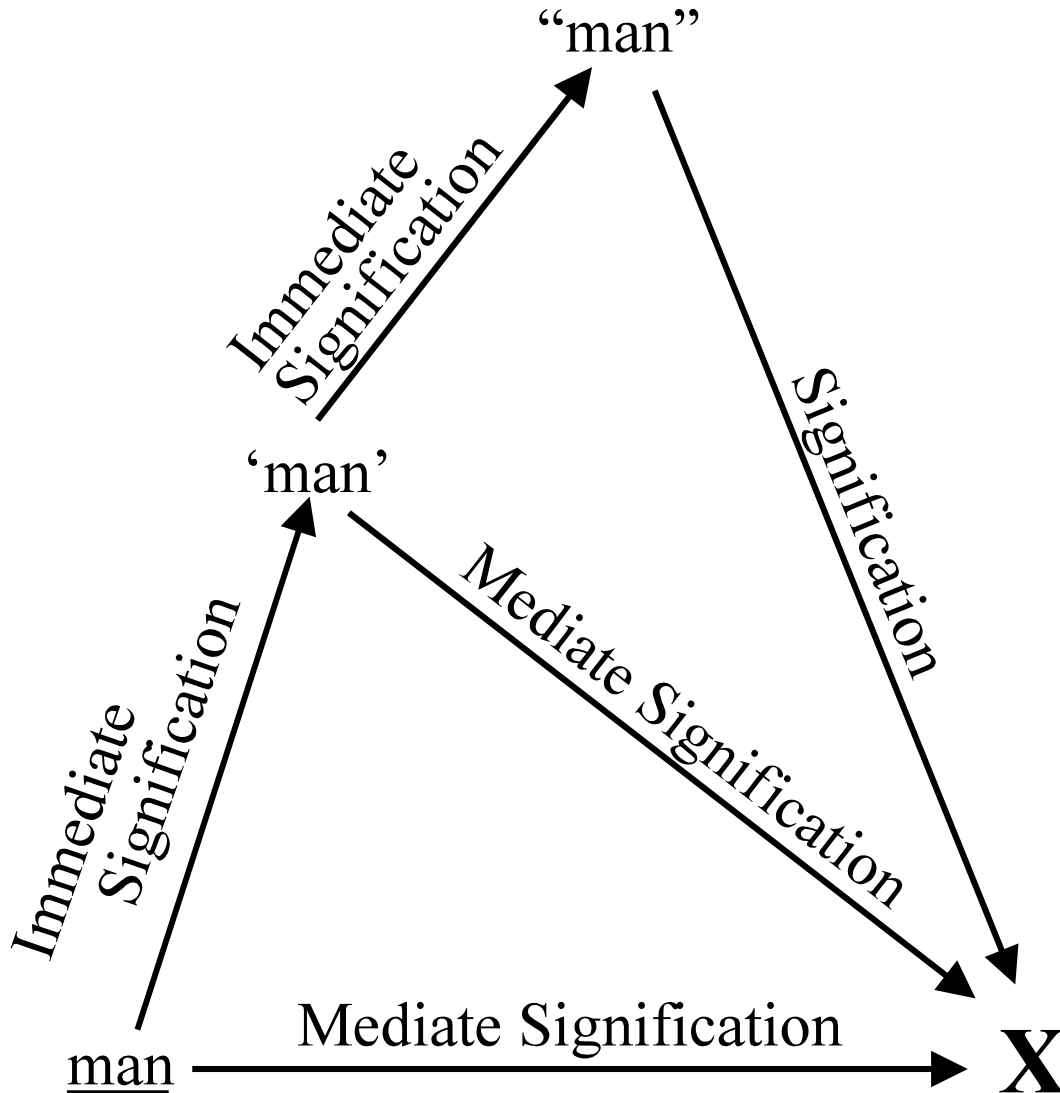 “man”
Immediate
Signification
Signification
‘man’
Mediate Signification
Immediate
Signification
Mediate Signification
man
X